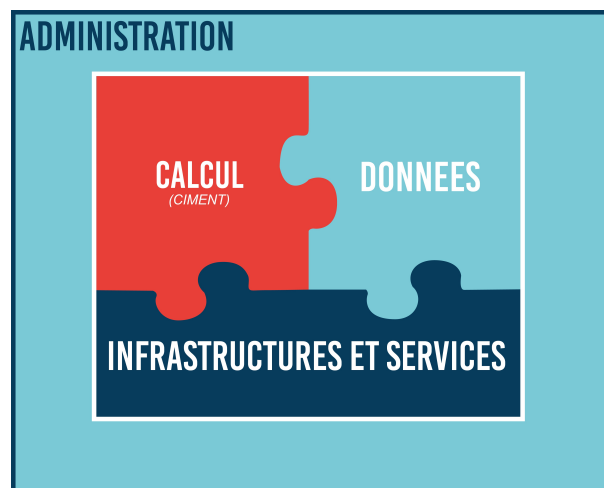 ADMINISTRATION
CALCUL
(CIMENT)
DONNEES
INFRASTRUCTURES ET SERVICES